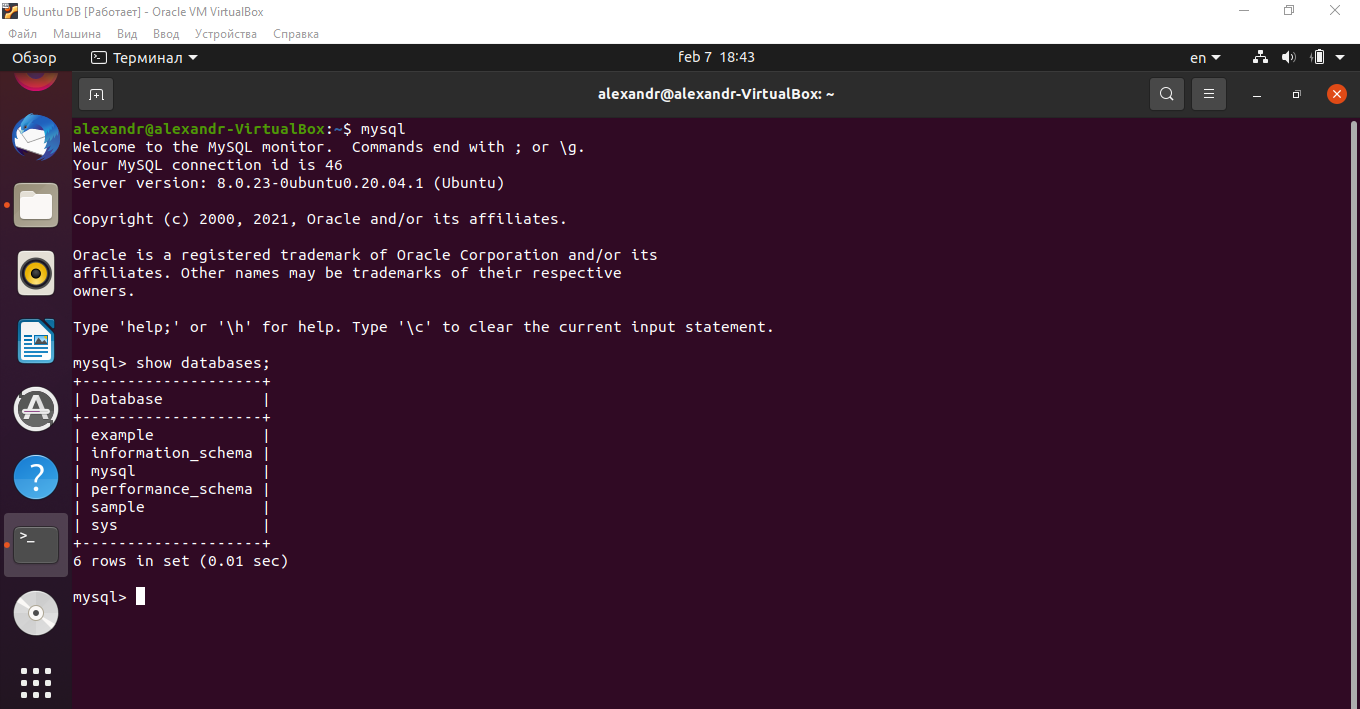 Ubuntu DB [Работает] - Oracle VM VirtualBox
Файл Машина Вид Ввод Устройства Справка
Обзор Терминал feb 7 18:43 en
alexandr@alexandr-VirtualBox: ~
alexandr@alexandr-VirtualBox:~$ mysql
Welcome to the MySQL monitor.  Commands end with ; or \g.
Your MySQL connection id is 46
Server version: 8.0.23-0ubuntu0.20.04.1 (Ubuntu)
Copyright (c) 2000, 2021, Oracle and/or its affiliates.
Oracle is a registered trademark of Oracle Corporation and/or its
affiliates. Other names may be trademarks of their respective
owners.
Type 'help;' or '\h' for help. Type '\c' to clear the current input statement.
mysql> show databases;
+--------------------+
| Database           |
+--------------------+
| example            |
| information_schema |
| mysql              |
| performance_schema |
| sample             |
| sys                |
+--------------------+
6 rows in set (0.01 sec)
mysql>